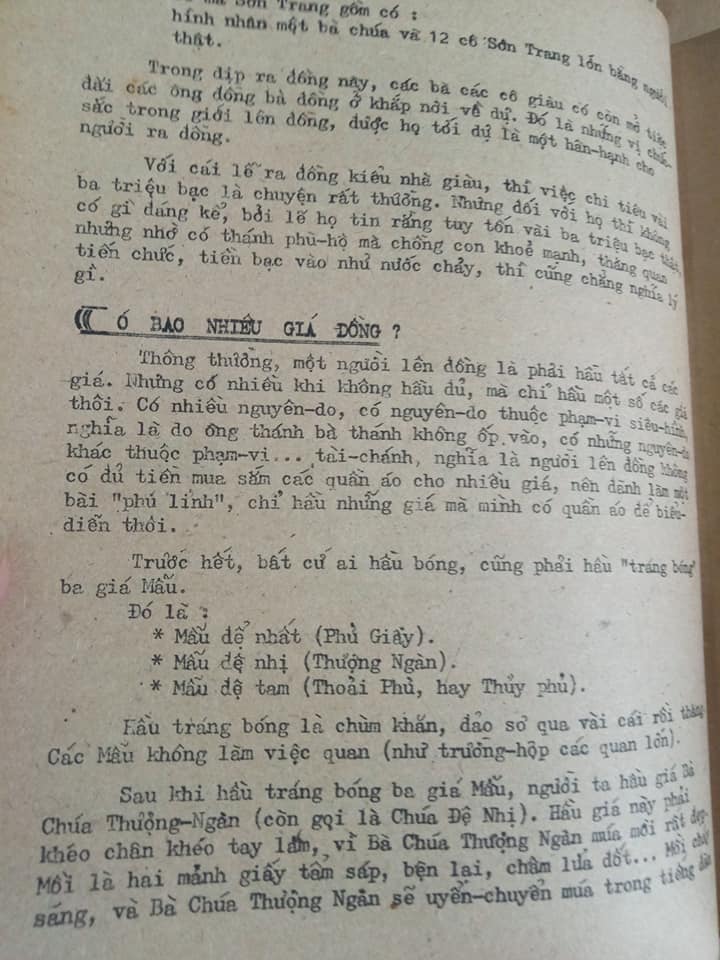 mã Sơn Trang gồm có :
hình nhân một bà chúa và 12 cô Sơn Trang lớn bằng người
thật.
Trong dịp ra đồng này, các bà các cô giàu có còn mở tiệc
đãi các ông đồng bà đồng ở khắp nơi về dự. Đó là những vị chức-
sắc trong giới lên đồng, được họ tới dự là một hân-hạnh cho
người ra đồng.
Với cái lễ ra đồng kiểu nhà giàu, thì việc chi tiêu vài
ba triệu bạc là chuyện rất thường. Nhưng đối với họ thì không
có gì đáng kể, bởi lẽ họ tin rằng tuy tốn vài ba triệu bạc thật,
nhưng nhờ có thánh phù-hộ mà chồng con khoẻ mạnh, thăng quan
tiến chức, tiền bạc vào như nước chảy, thì cũng chẳng nghĩa lý
gì.
CÓ BAO NHIÊU GIÁ ĐỒNG ?
Thông thường, một người lên đồng là phải hầu tất cả các
giá. Nhưng có nhiều khi không hầu đủ, mà chỉ hầu một số các giá
thôi. Có nhiều nguyên-do, có nguyên-do thuộc phạm-vi siêu-hình,
nghĩa là do ông thánh bà thánh không ốp vào, có những nguyên-do
khác thuộc phạm-vi... tài-chánh, nghĩa là người lên đồng không
có đủ tiền mua sắm các quần áo cho nhiều giá, nên đành làm một
bài "phú lỉnh", chỉ hầu những giá mà mình có quần áo để biểu-
diễn thôi.
Trước hết, bất cứ ai hầu bóng, cũng phải hầu "tráng bóng"
ba giá Mẫu.
Đó là :
* Mẫu đệ nhất (Phủ Giầy).
* Mẫu đệ nhị (Thượng Ngàn).
* Mẫu đệ tam (Thoải Phủ, hay Thủy phủ).
Hầu tráng bóng là chùm khăn, đảo sơ qua vài cái rồi thăng.
Các Mẫu không làm việc quan (như trường-hợp các quan lớn).
Sau khi hầu tráng bóng ba giá Mẫu, người ta hầu giá Bà
Chúa Thượng-Ngàn (còn gọi là Chúa Đệ Nhị). Hầu giá này phải
khéo chân khéo tay lắm, vì Bà Chúa Thượng Ngàn múa mồi rất đẹp.
Mồi là hai mảnh giấy tẩm sáp, bện lại, châm lửa đốt... Mồi cháy
sáng, và Bà Chúa Thượng Ngàn sẽ uyển-chuyển múa trong tiếng